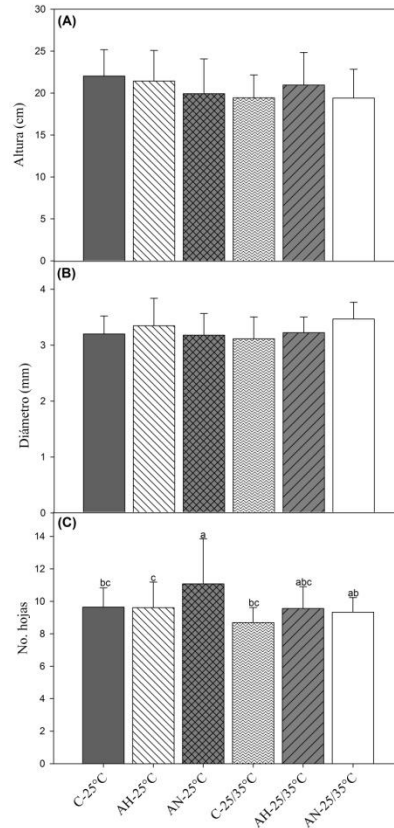 (A)
30
25
20
15
10
5
0
Altura (cm)
(B)
4
3
2
1
0
Diámetro (mm)
(C)
14
12
10
8
6
4
2
0
No. hojas
bc
c
a
bc
abc
ab
C-25°C
AH-25°C
AN-25°C
C-25/35°C
AH-25/35°C
AN-25/35°C